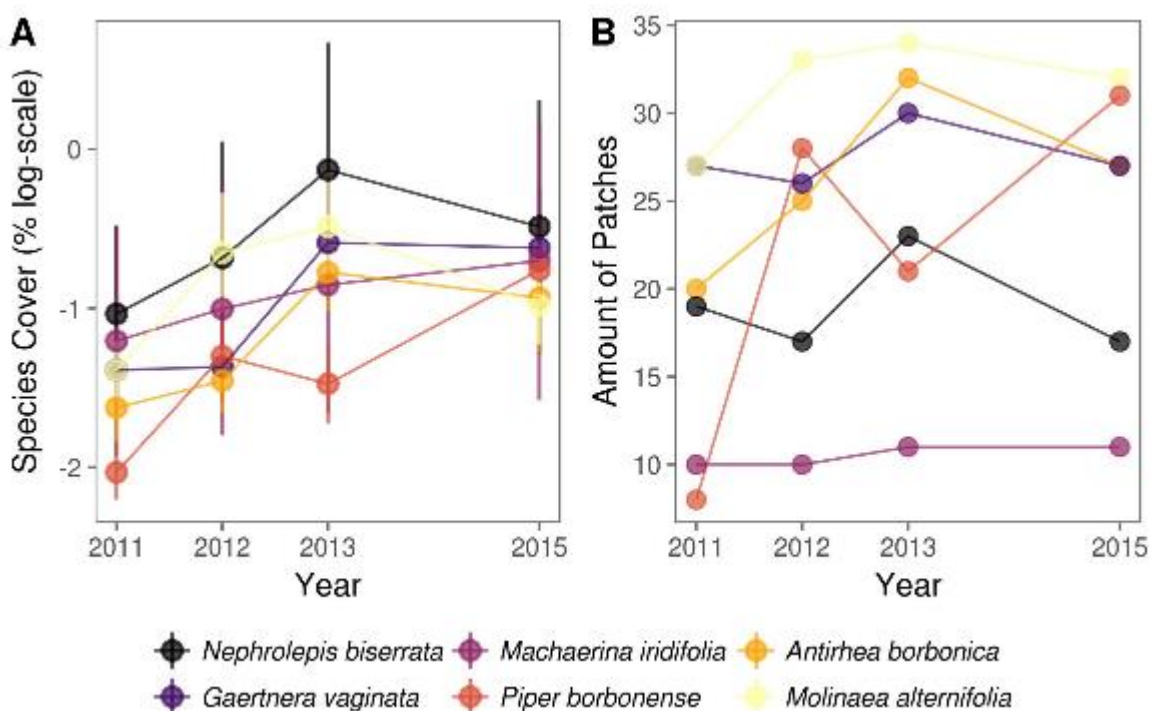 A
Species Cover (% log-scale)
0
-1
-2
2011 2012 2013 2015
Year
B
Amount of Patches
35
30
25
20
15
10
2011 2012 2013 2015
Year
Nephrolepis biserrata Machaerina iridifolia Antirhea borbonica
Gaertnera vaginata Piper borbonense Molinaea alternifolia